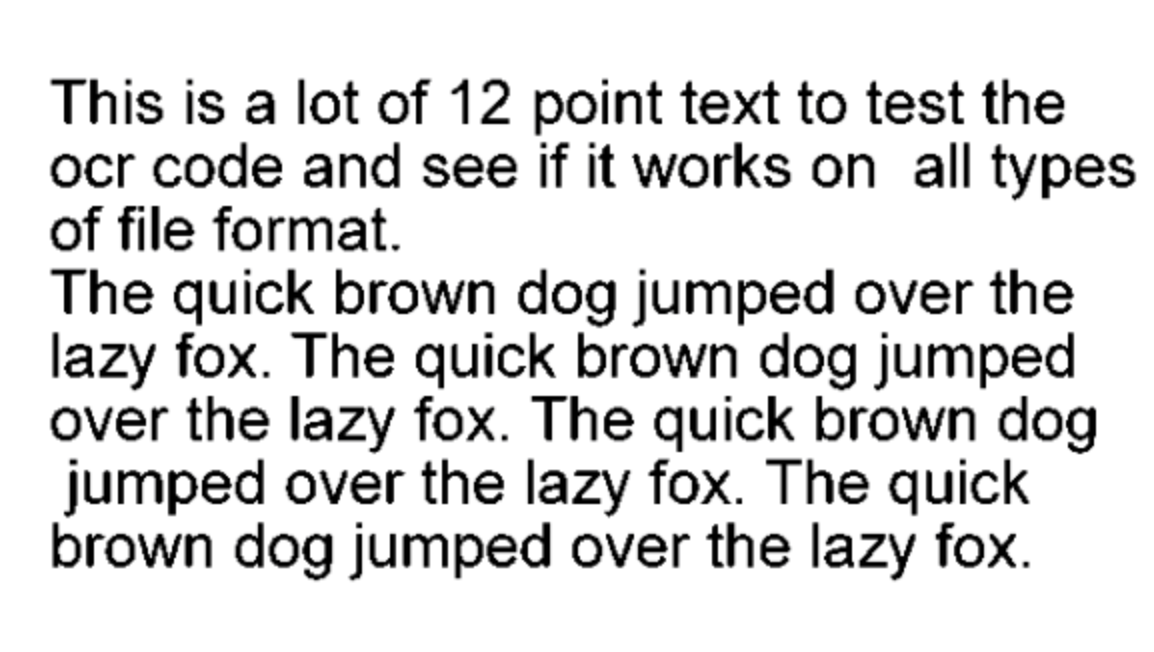 This is a lot of 12 point text to test the
ocr code and see if it works on  all types
of file format.
The quick brown dog jumped over the
lazy fox. The quick brown dog jumped
over the lazy fox. The quick brown dog
 jumped over the lazy fox. The quick
brown dog jumped over the lazy fox.